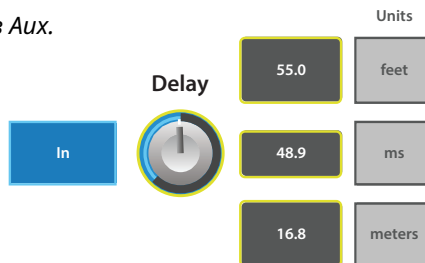 Aux.
Units
Delay
55.0 feet
In
48.9 ms
16.8 meters